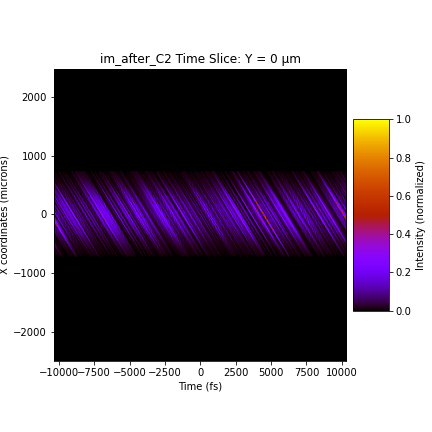 im_after_C2 Time Slice: Y = 0 µm
X coordinates (microns)
2000
1000
0
−1000
−2000
−10000 −7500 −5000 −2500 0 2500 5000 7500 10000
Time (fs)
1.0
0.8
0.6
0.4
0.2
0.0
Intensity (normalized)